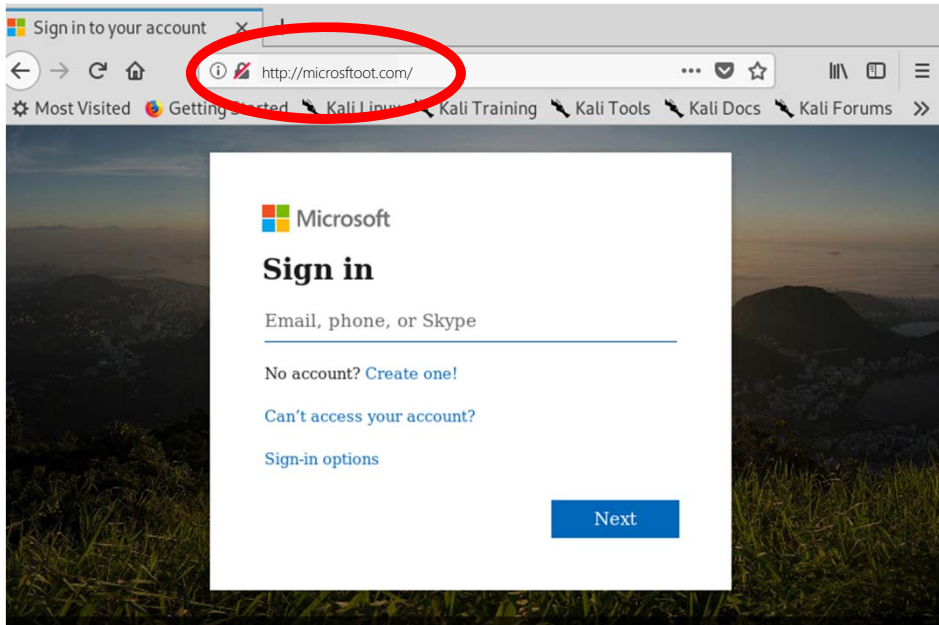 Sign in to your account
http://microsftoot.com/
Most Visited Getting Started Kali Linux Kali Training Kali Tools Kali Docs Kali Forums
Microsoft
Sign in
Email, phone, or Skype
No account? Create one!
Can't access your account?
Sign-in options
Next